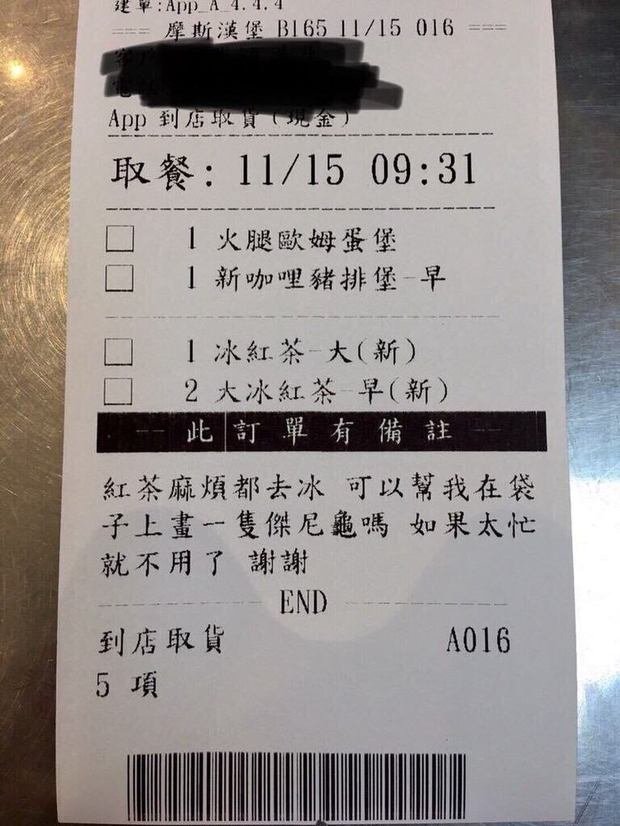 建單:App_A_4.4.4
=== 摩斯漢堡 B165 11/15 016 ===
App 到店取貨(現金)
取餐: 11/15 09:31
□ 1 火腿歐姆蛋堡
□ 1 新咖哩豬排堡-早
□ 1 冰紅茶-大(新)
□ 2 大冰紅茶-早(新)
-- 此訂單有備註 --
紅茶麻煩都去冰 可以幫我在袋
子上畫一隻傑尼龜嗎 如果太忙
就不用了 謝謝
END
到店取貨 A016
5 項